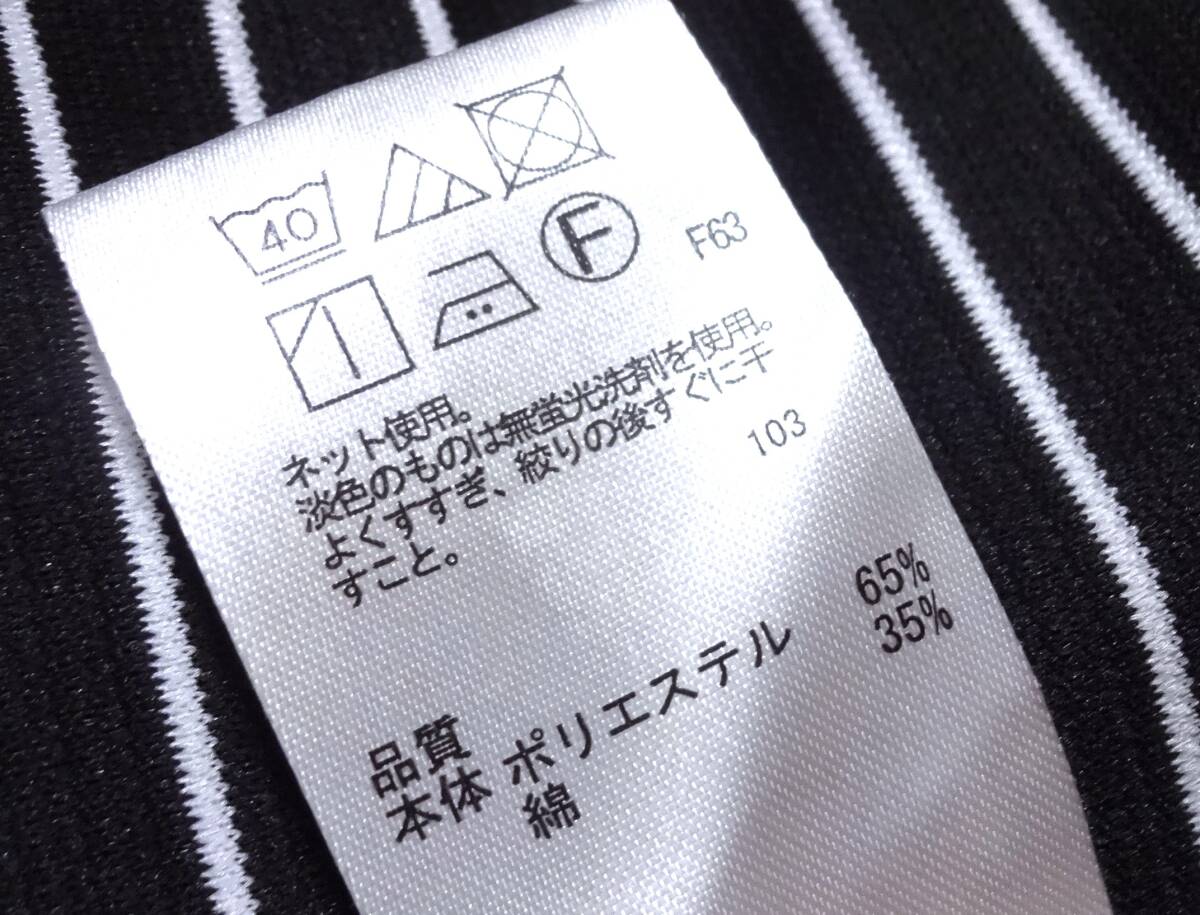 40
F
F63
ネット使用。
淡色のものは無蛍光洗剤を使用。
よくすすぎ、絞りの後すぐに干
すこと。
103
品質
本体 ポリエステル 65%
綿 35%